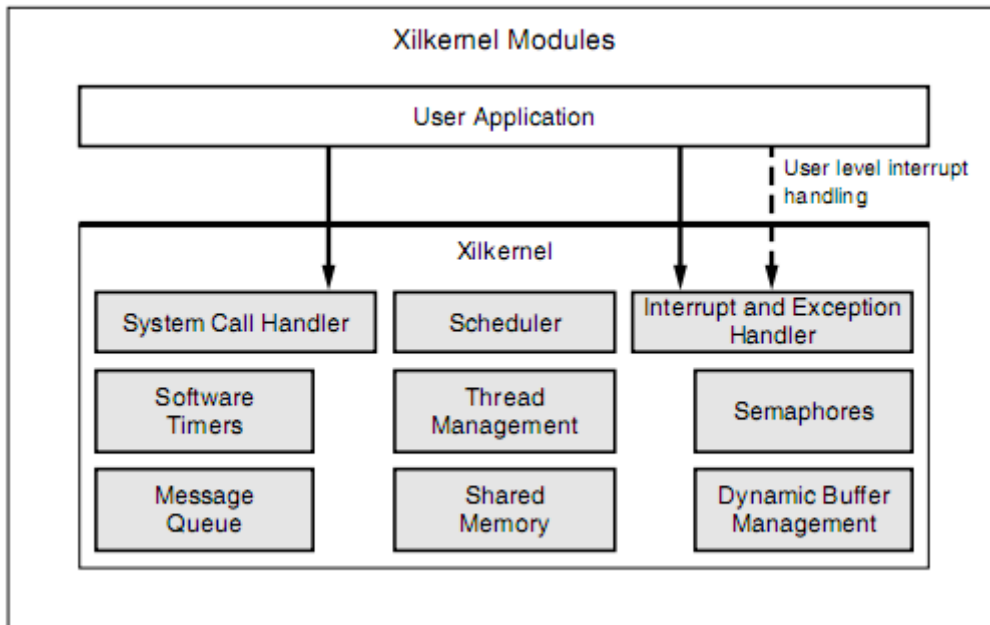 Xilkernel Modules
User Application
User level interrupt
handling
Xilkernel
System Call Handler
Scheduler
Interrupt and Exception
Handler
Software
Timers
Thread
Management
Semaphores
Message
Queue
Shared
Memory
Dynamic Buffer
Management